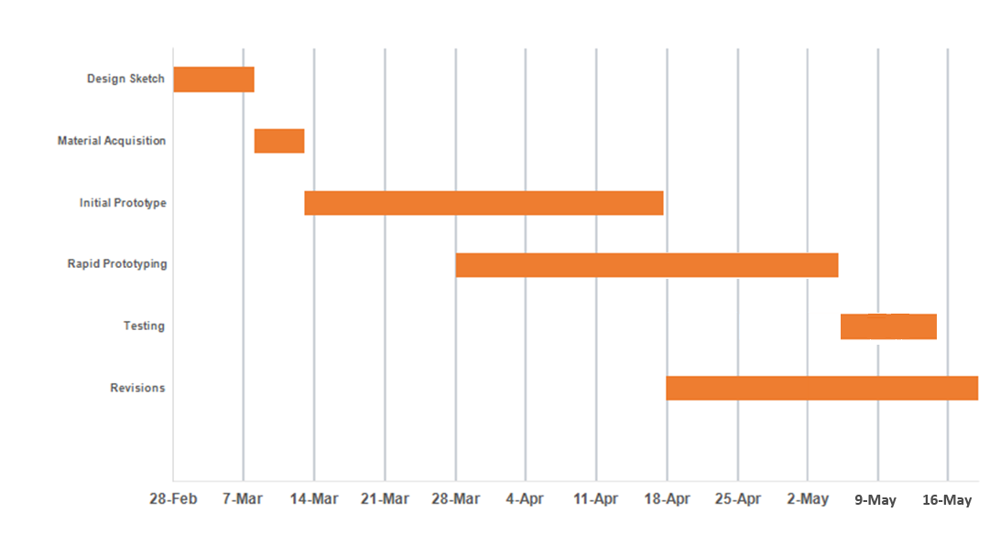 Design Sketch
Material Acquisition
Initial Prototype
Rapid Prototyping
Testing
Revisions
28-Feb 7-Mar 14-Mar 21-Mar 28-Mar 4-Apr 11-Apr 18-Apr 25-Apr 2-May 9-May 16-May